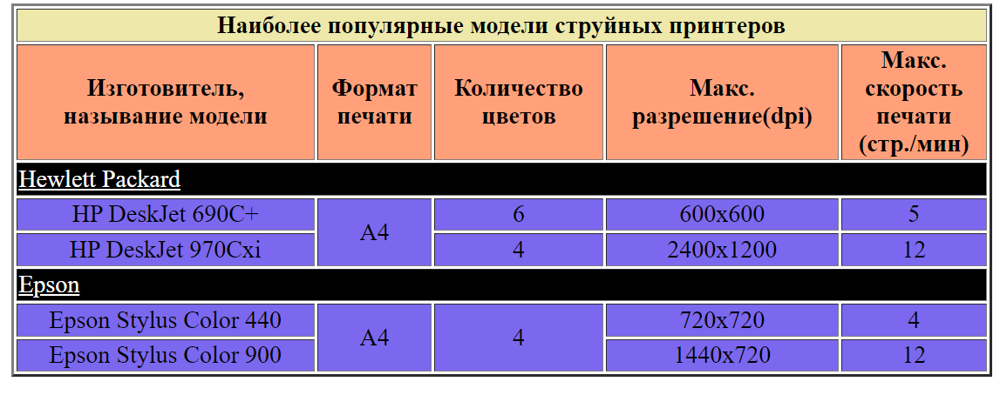 Наиболее популярные модели струйных принтеров
Изготовитель,
называние модели
Формат
печати
Количество
цветов
Макс.
разрешение(dpi)
Макс.
скорость
печати
(стр./мин)
Hewlett Packard
HP DeskJet 690C+
A4
6
600x600
5
HP DeskJet 970Cxi
4
2400x1200
12
Epson
Epson Stylus Color 440
A4
4
720x720
4
Epson Stylus Color 900
1440x720
12